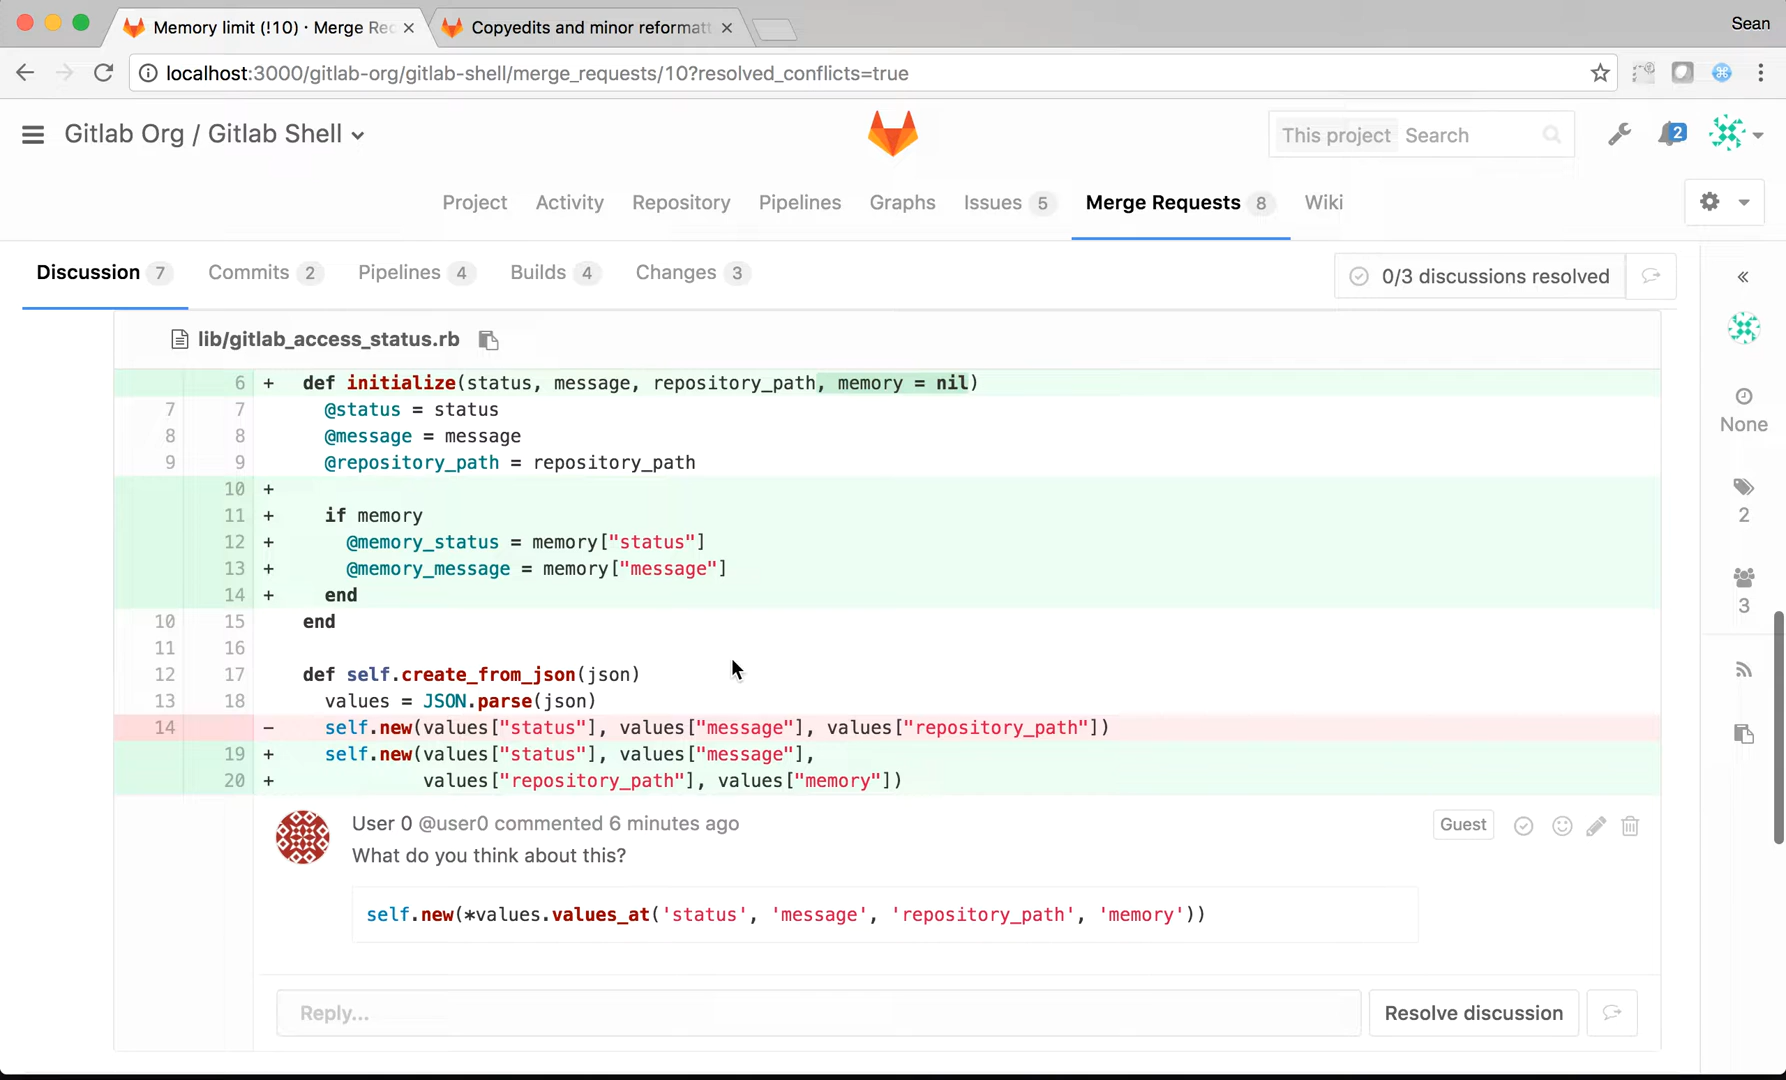 Memory limit (!10) · Merge Rec
Copyedits and minor reformatt
Sean
localhost:3000/gitlab-org/gitlab-shell/merge_requests/10?resolved_conflicts=true
Gitlab Org / Gitlab Shell
This project Search
2
Project Activity Repository Pipelines Graphs Issues 5 Merge Requests 8 Wiki
Discussion 7 Commits 2 Pipelines 4 Builds 4 Changes 3
0/3 discussions resolved
lib/gitlab_access_status.rb
6 + def initialize(status, message, repository_path, memory = nil)
7 7 @status = status
8 8 @message = message
9 9 @repository_path = repository_path
10 +
11 + if memory
12 + @memory_status = memory["status"]
13 + @memory_message = memory["message"]
14 + end
10 15 end
11 16
12 17 def self.create_from_json(json)
13 18 values = JSON.parse(json)
14 - self.new(values["status"], values["message"], values["repository_path"])
19 + self.new(values["status"], values["message"],
20 + values["repository_path"], values["memory"])
User 0 @user0 commented 6 minutes ago
Guest
What do you think about this?
self.new(*values.values_at('status', 'message', 'repository_path', 'memory'))
Reply...
Resolve discussion
None
2
3